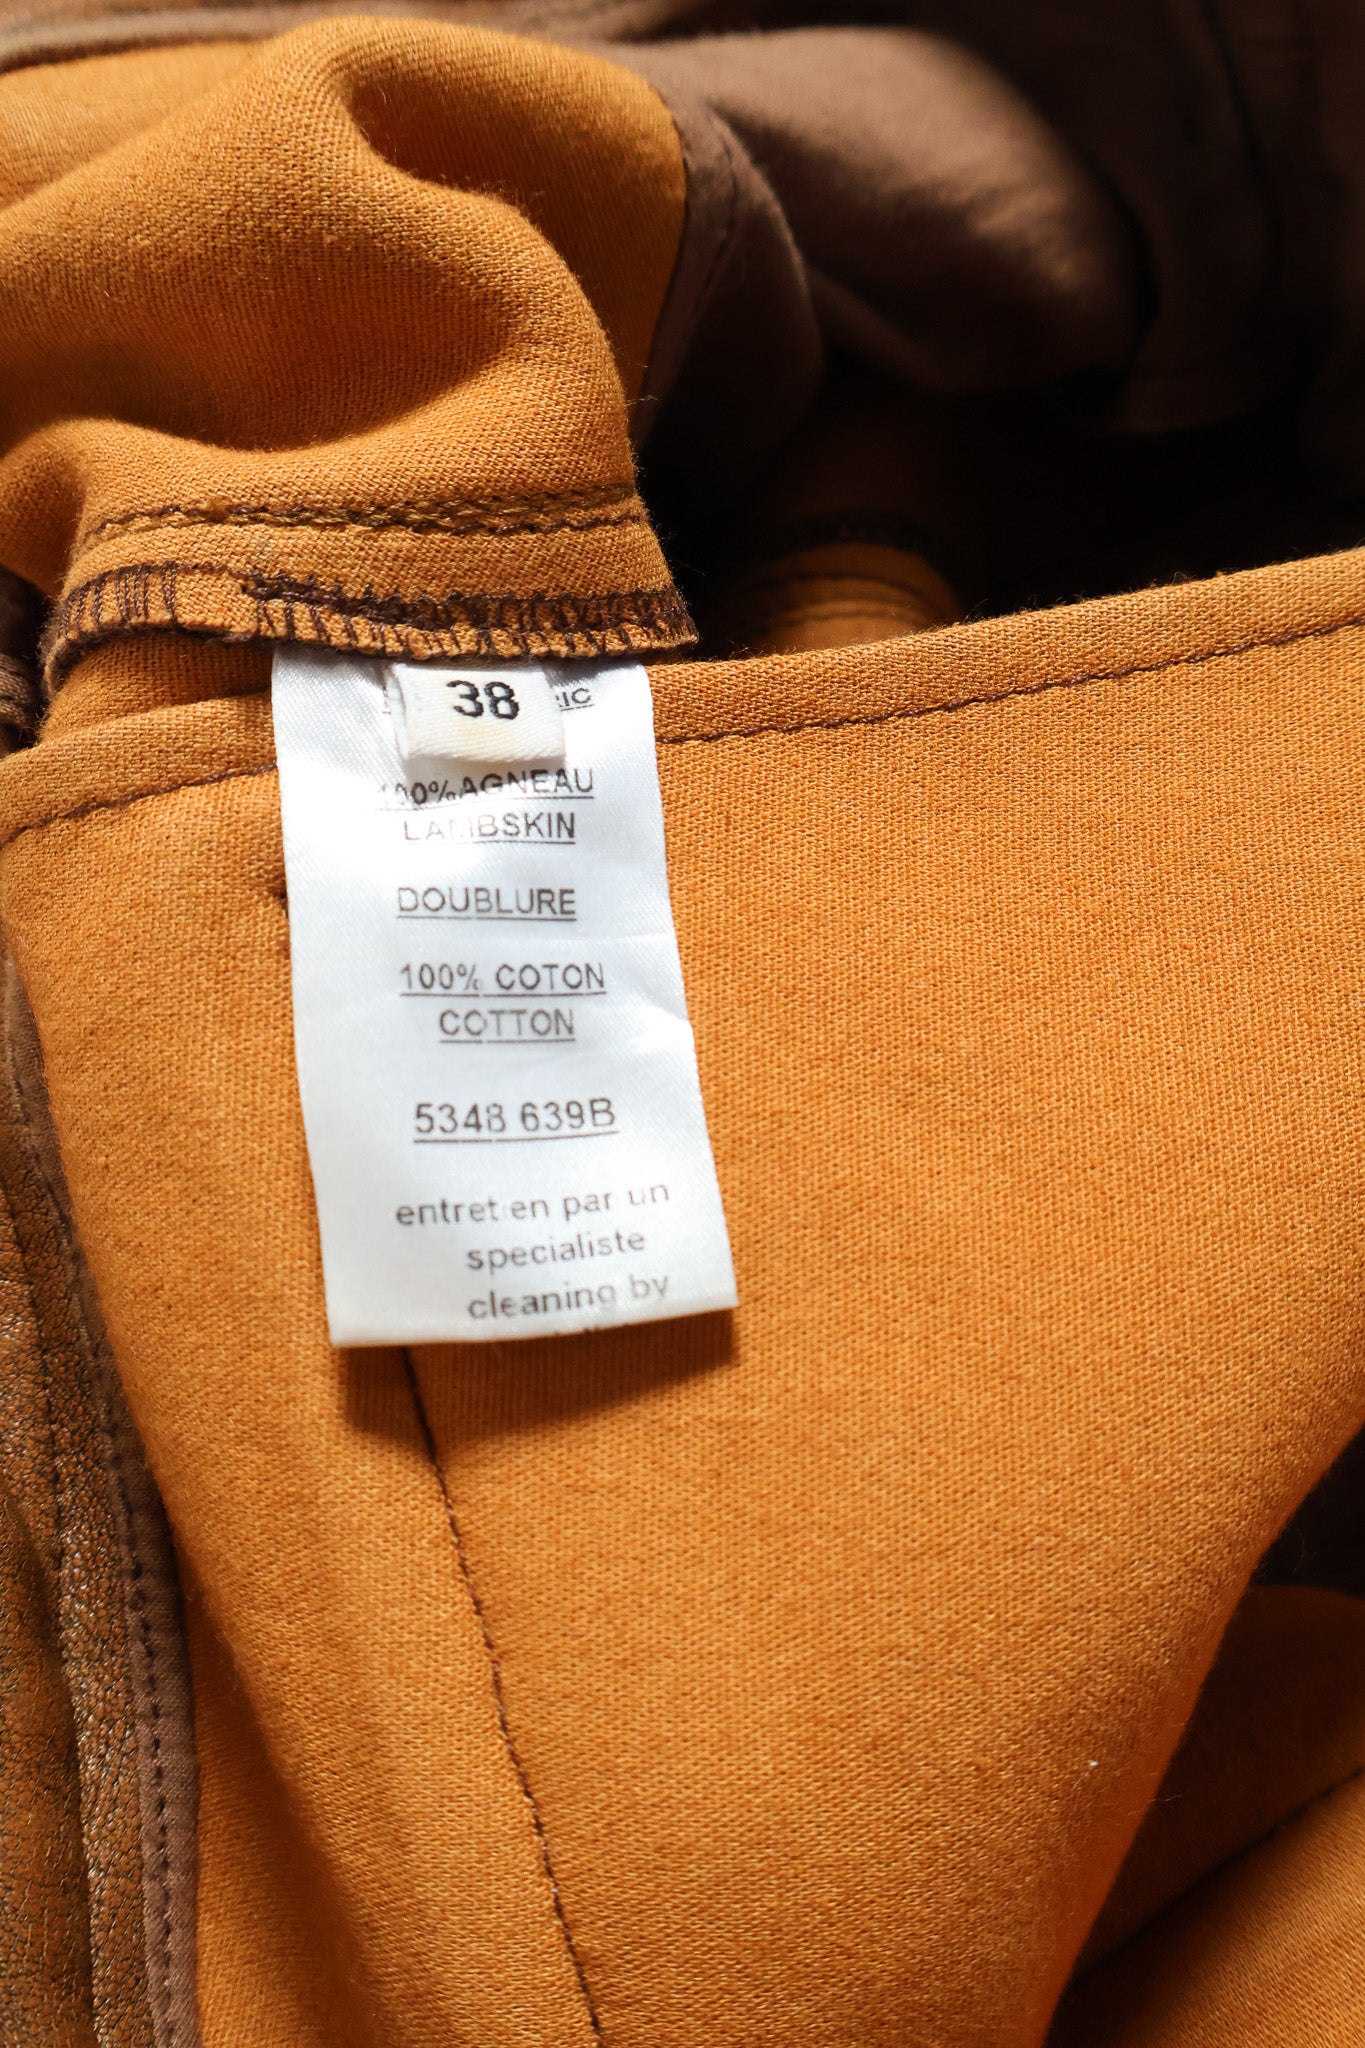 38
100% AGNEAU
LAMBSKIN
DOUBLURE
100% COTON
COTTON
5348 639B
entretien par un
specialiste
cleaning by